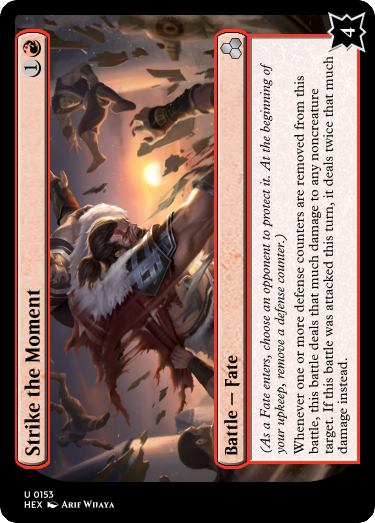 Strike the Moment 1
Battle — Fate
(As a Fate enters, choose an opponent to protect it. At the beginning of
your upkeep, remove a defense counter.)
Whenever one or more defense counters are removed from this
battle, this battle deals that much damage to any noncreature
target. If this battle was attacked this turn, it deals twice that much
damage instead.
4
U 0153
HEX Arif Wijaya